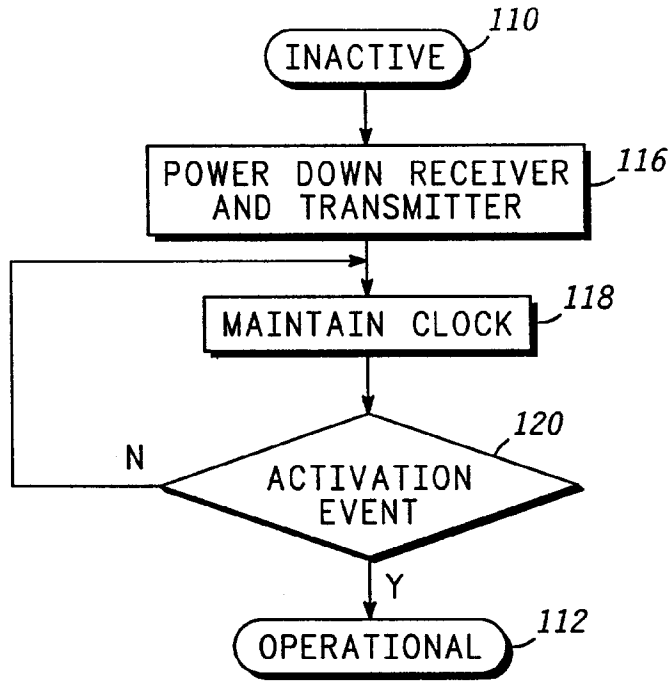 INACTIVE
110
POWER DOWN RECEIVER
AND TRANSMITTER
116
MAINTAIN CLOCK
118
120
N
ACTIVATION
EVENT
Y
OPERATIONAL
112